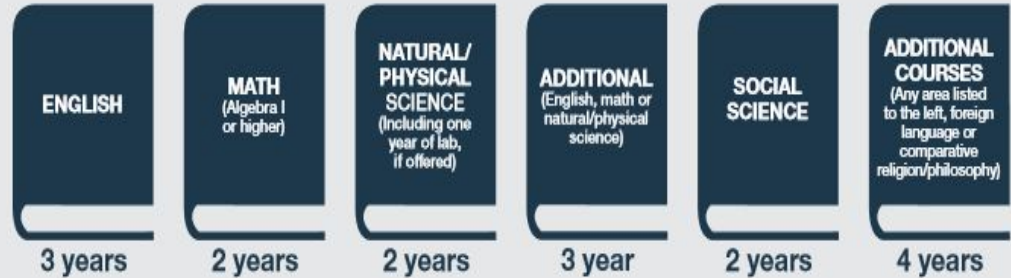 ENGLISH
3 years
MATH
(Algebra I
or higher)
2 years
NATURAL/
PHYSICAL
SCIENCE
(Including one
year of lab,
if offered)
2 years
ADDITIONAL
(English, math or
natural/physical
science)
3 year
SOCIAL
SCIENCE
2 years
ADDITIONAL
COURSES
(Any area listed
to the left, foreign
language or
comparative
religion/philosophy)
4 years